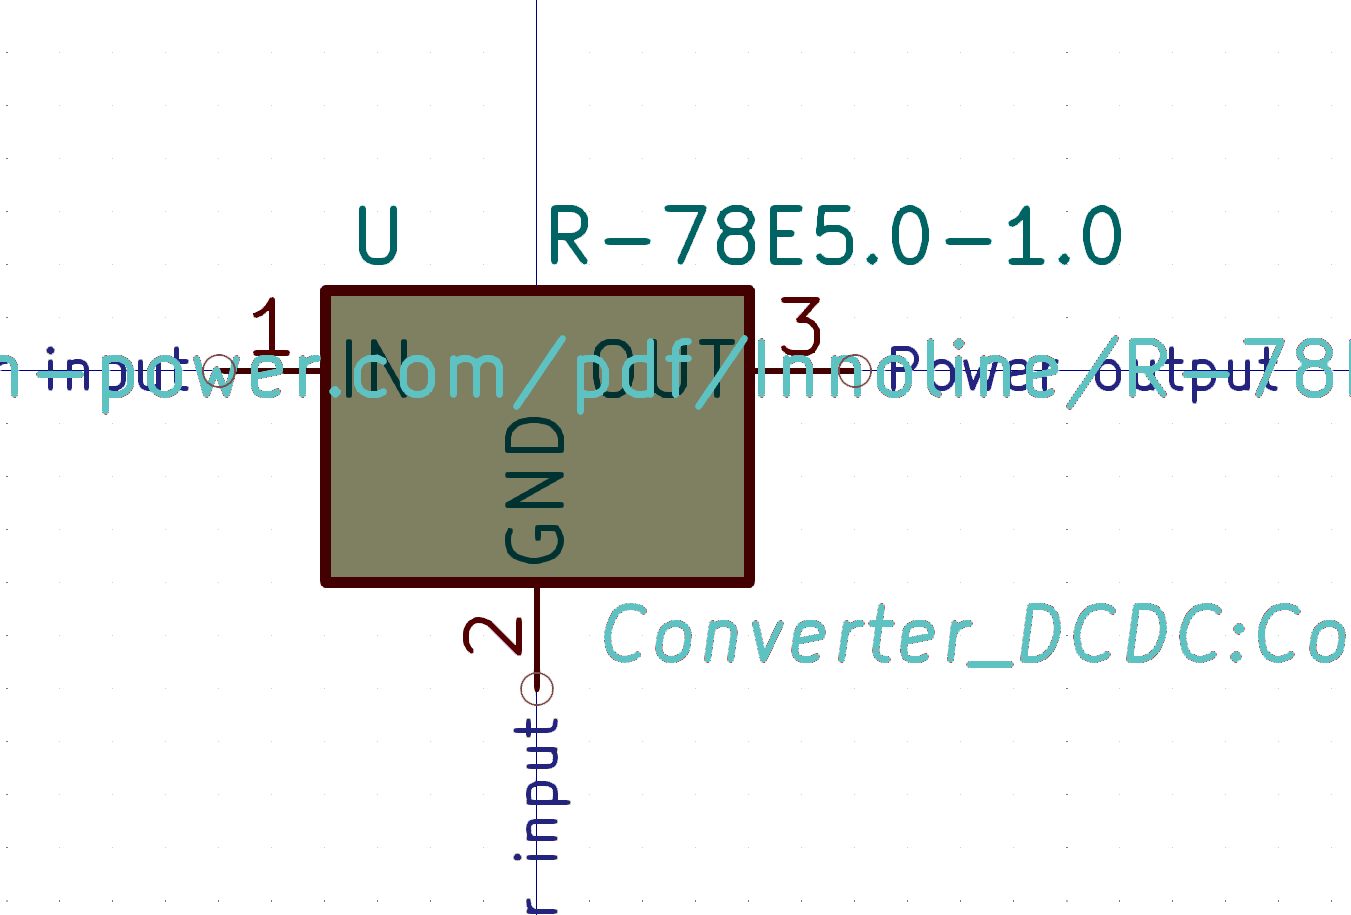 U R-78E5.0-1.0
1 3
input
n-power.com/pdf/Innoline/R-78
Power output
IN OUT
GND
Converter_DCDC:Co
2
r input